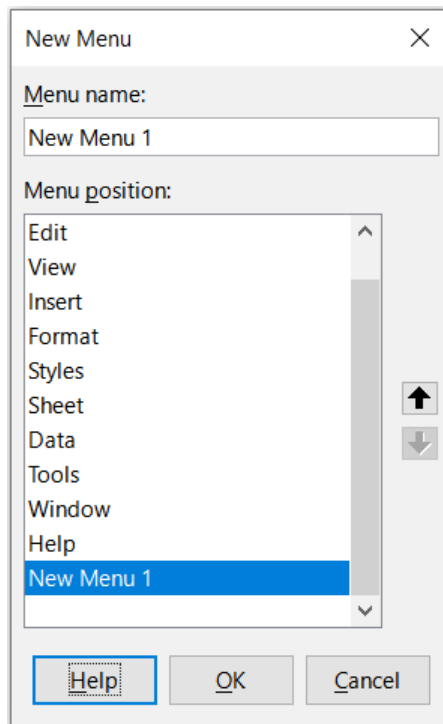 New Menu
Menu name:
New Menu 1
Menu position:
Edit
View
Insert
Format
Styles
Sheet
Data
Tools
Window
Help
New Menu 1
Help
OK
Cancel